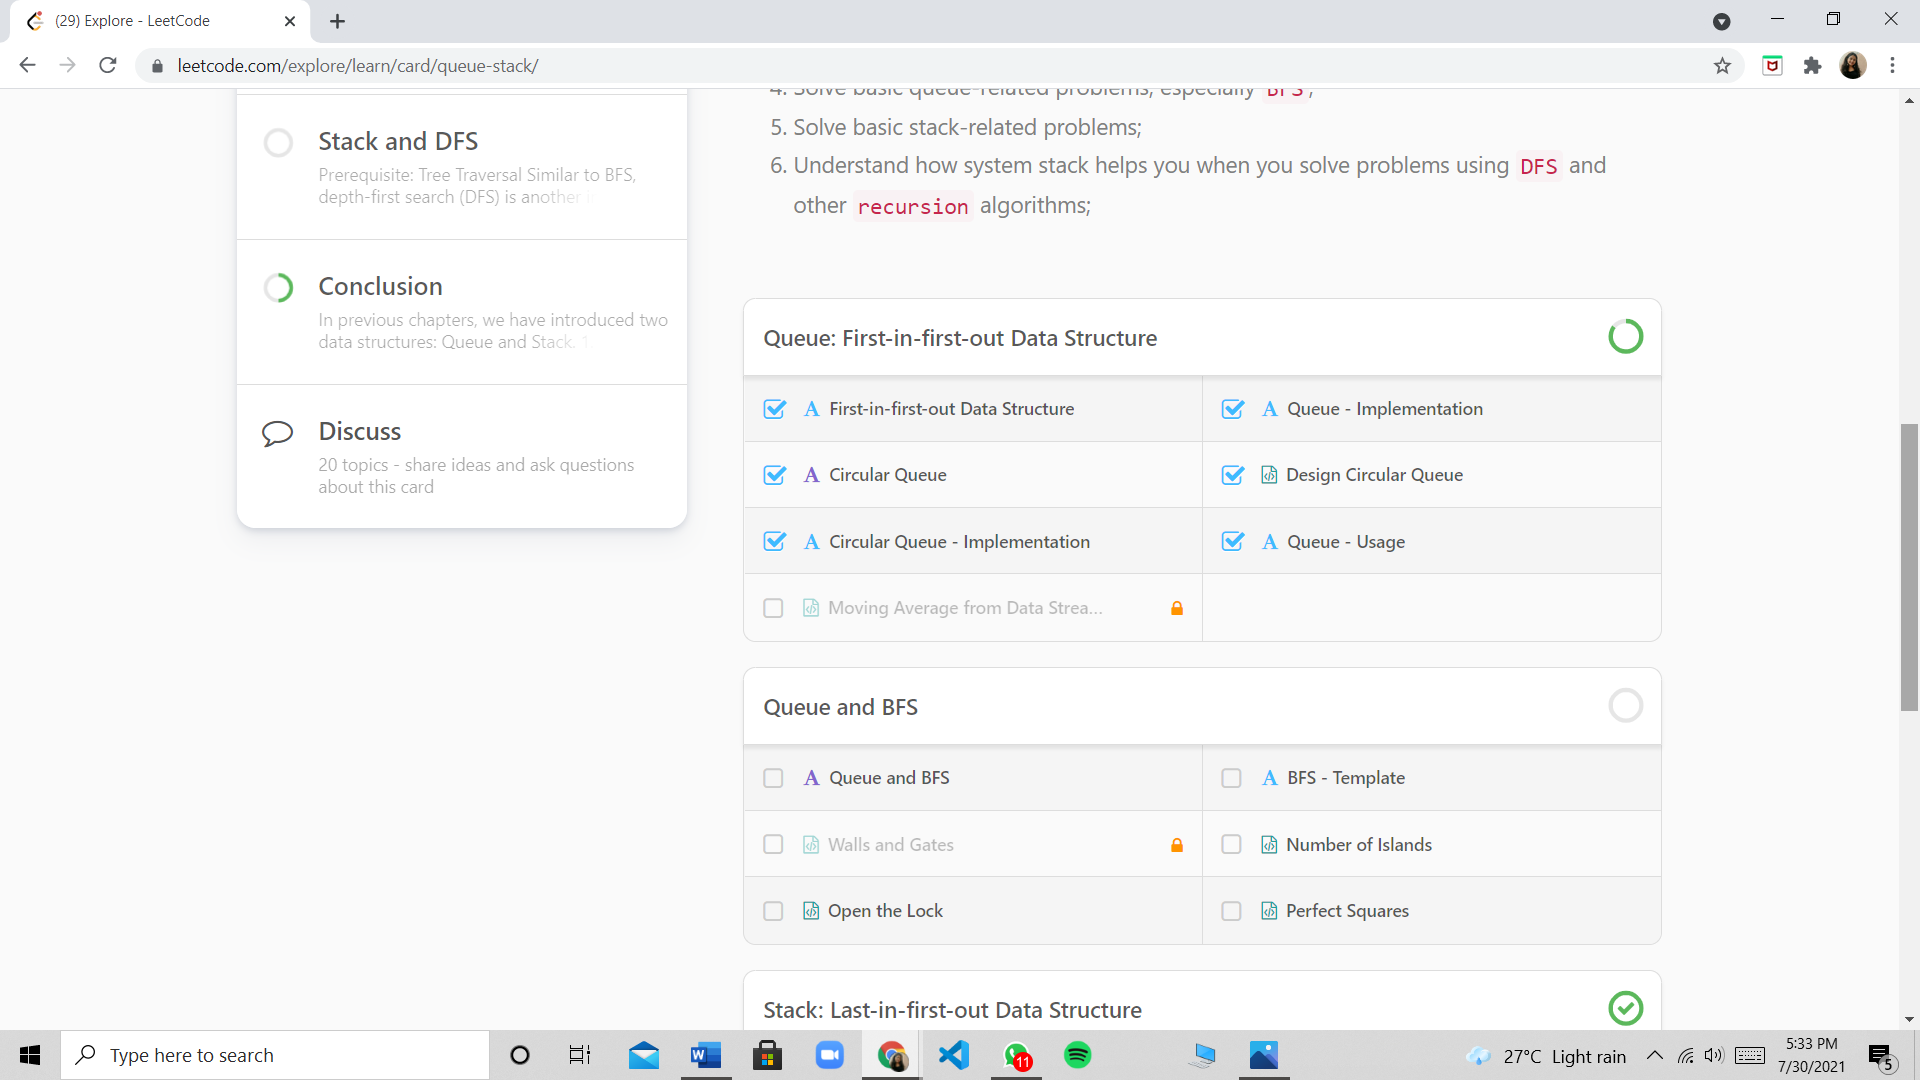 (29) Explore - LeetCode
leetcode.com/explore/learn/card/queue-stack/
Stack and DFS
Prerequisite: Tree Traversal Similar to BFS,
depth-first search (DFS) is another
Conclusion
In previous chapters, we have introduced two
data structures: Queue and Stack. 1
Discuss
20 topics - share ideas and ask questions
about this card
4. Solve basic queue-related problems, especially BFS;
5. Solve basic stack-related problems;
6. Understand how system stack helps you when you solve problems using DFS and
other recursion algorithms;
Queue: First-in-first-out Data Structure
A First-in-first-out Data Structure
A Queue - Implementation
A Circular Queue
Design Circular Queue
A Circular Queue - Implementation
A Queue - Usage
Moving Average from Data Strea...
Queue and BFS
A Queue and BFS
A BFS - Template
Walls and Gates
Number of Islands
Open the Lock
Perfect Squares
Stack: Last-in-first-out Data Structure
Type here to search
W
11
27°C Light rain
5:33 PM
7/30/2021
5